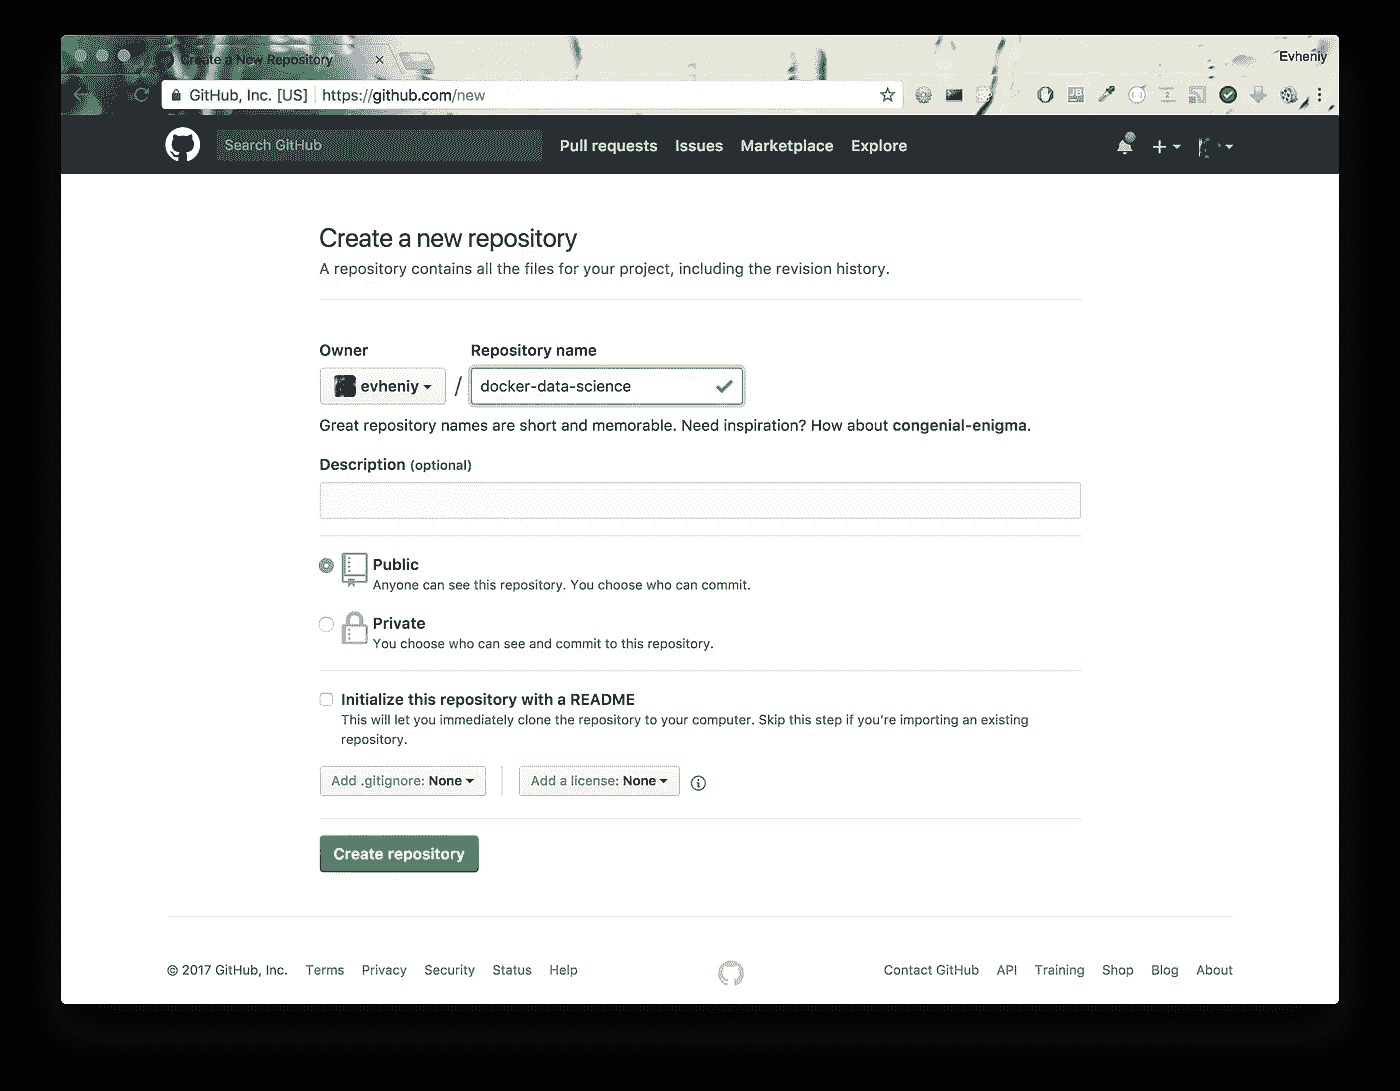 Create a New Repository
Evheniy
GitHub, Inc. [US] https://github.com/new
Search GitHub Pull requests Issues Marketplace Explore
Create a new repository
A repository contains all the files for your project, including the revision history.
Owner Repository name
evheniy / docker-data-science
Great repository names are short and memorable. Need inspiration? How about congenial-enigma.
Description (optional)
Public
Anyone can see this repository. You choose who can commit.
Private
You choose who can see and commit to this repository.
Initialize this repository with a README
This will let you immediately clone the repository to your computer. Skip this step if you're importing an existing
repository.
Add .gitignore: None Add a license: None
Create repository
© 2017 GitHub, Inc. Terms Privacy Security Status Help Contact GitHub API Training Shop Blog About